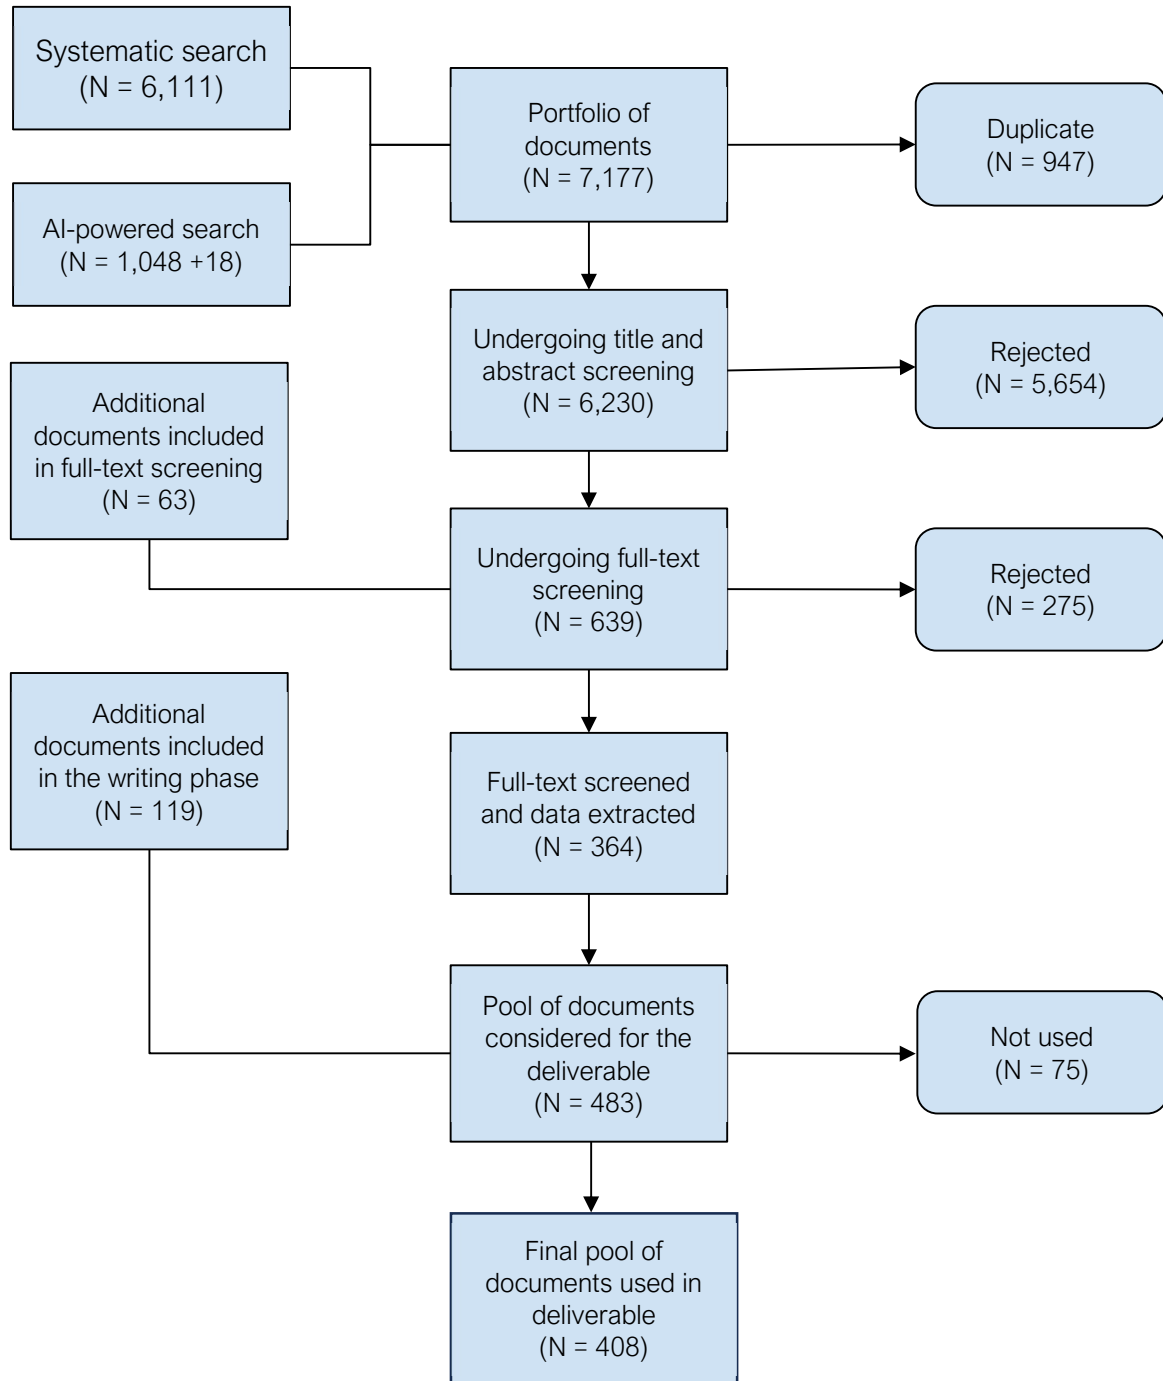 Systematic search
(N = 6,111)
AI-powered search
(N = 1,048 +18)
Portfolio of
documents
(N = 7,177)
Duplicate
(N = 947)
Undergoing title and
abstract screening
(N = 6,230)
Rejected
(N = 5,654)
Additional
documents included
in full-text screening
(N = 63)
Undergoing full-text
screening
(N = 639)
Rejected
(N = 275)
Additional
documents included
in the writing phase
(N = 119)
Full-text screened
and data extracted
(N = 364)
Pool of documents
considered for the
deliverable
(N = 483)
Not used
(N = 75)
Final pool of
documents used in
deliverable
(N = 408)